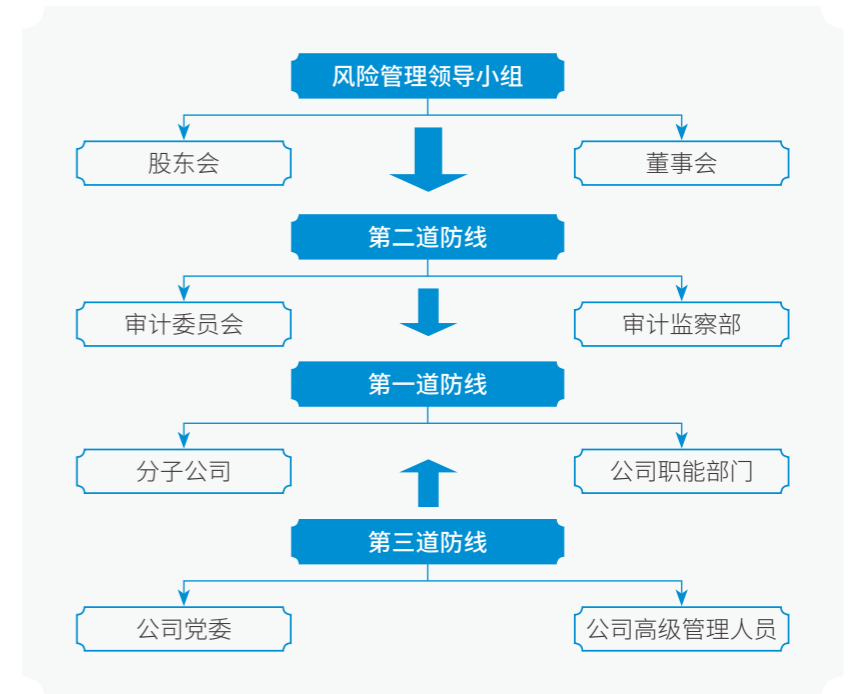 风险管理领导小组
股东会
董事会
第二道防线
审计委员会
审计监察部
第一道防线
分子公司
公司职能部门
第三道防线
公司党委
公司高级管理人员